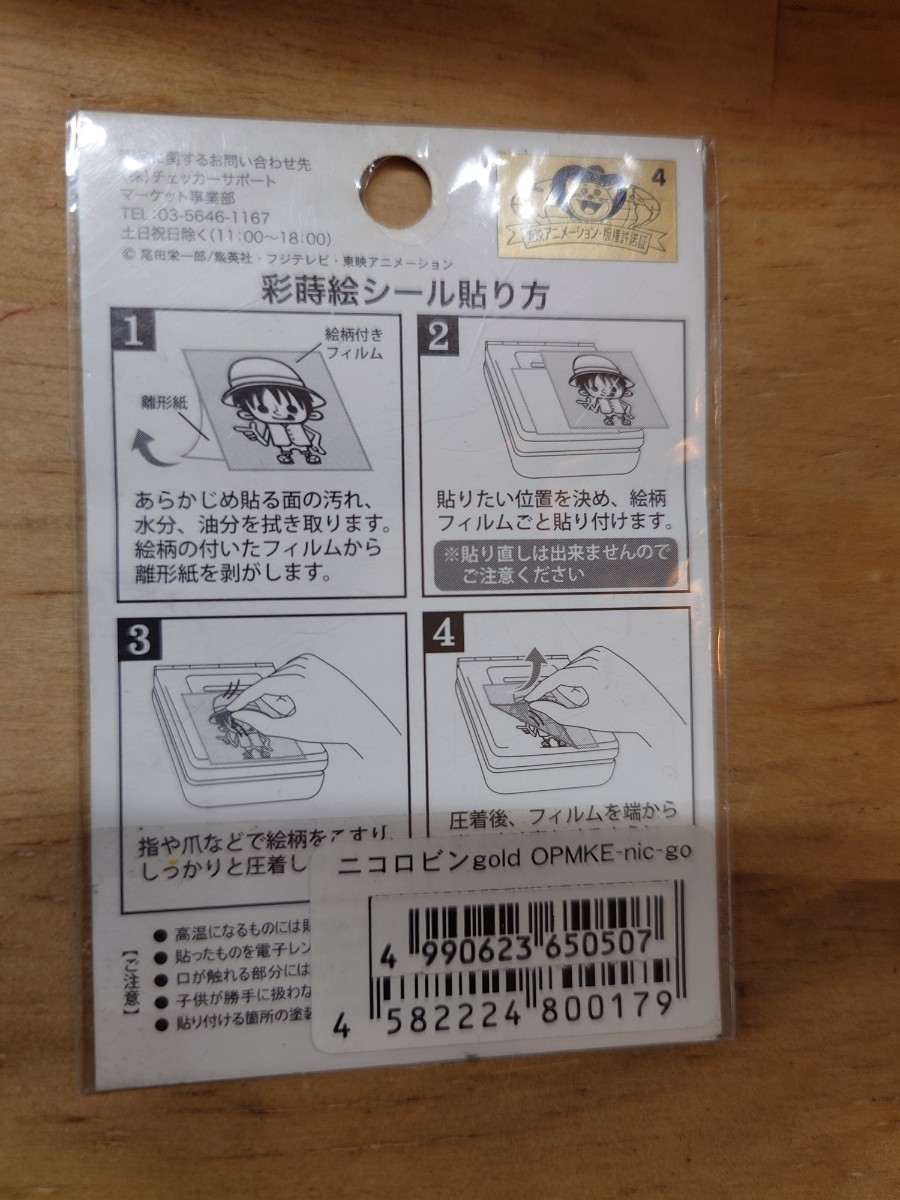 に関するお問い合わせ先
(株)チェッカーサポート
マーケット事業部
TEL:03-5646-1167
土日祝日除く(11:00〜18:00)
© 尾田栄一郎/集英社・フジテレビ・東映アニメーション
4
東映アニメーション・版権許諾証
彩蒔絵シール貼り方
1
絵柄付き
フィルム
離形紙
あらかじめ貼る面の汚れ、
水分、油分を拭き取ります。
絵柄の付いたフィルムから
離形紙を剥がします。
2
貼りたい位置を決め、絵柄
フィルムごと貼り付けます。
※貼り直しは出来ませんので
ご注意ください
3
指や爪などで絵柄をこすり、
しっかりと圧着し
4
圧着後、フィルムを端から
ニコロビンgold OPMKE-nic-go
4 990623 650507
4 582224 800179
【ご注意】
● 高温になるものには貼
● 貼ったものを電子レン
● 口が触れる部分には
● 子供が勝手に扱わな
● 貼り付ける箇所の塗装